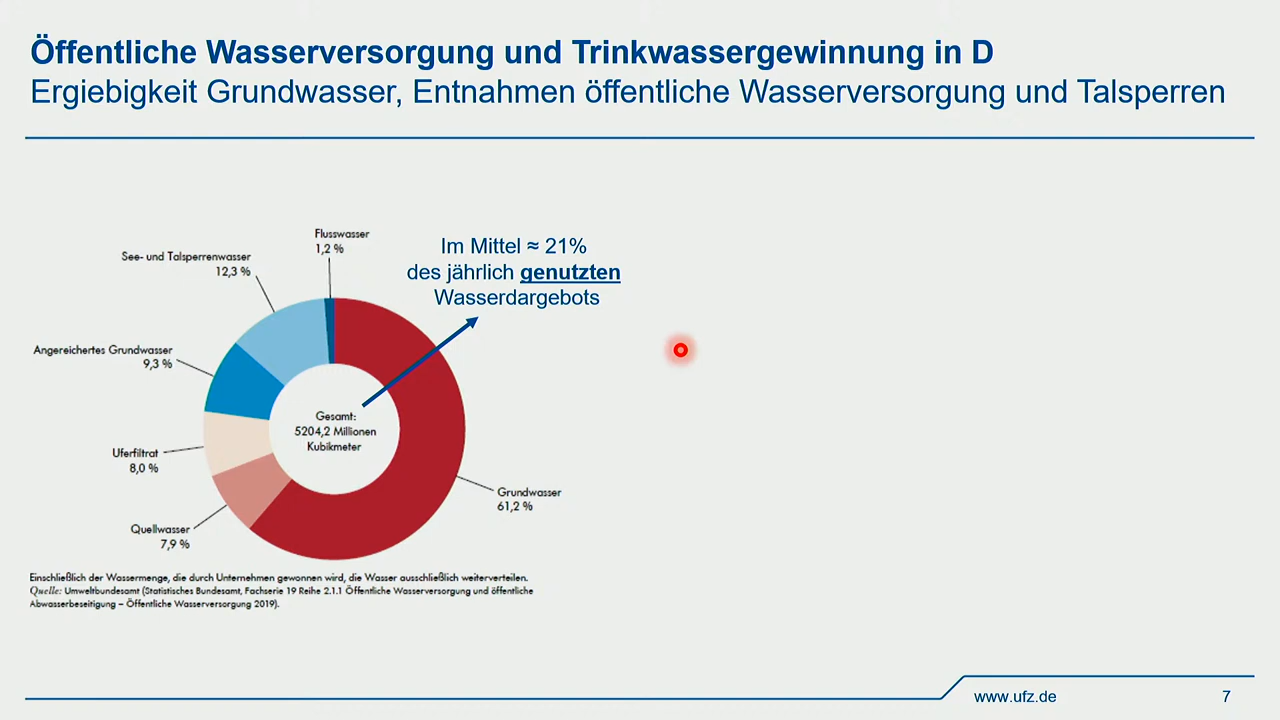 Öffentliche Wasserversorgung und Trinkwassergewinnung in D
Ergiebigkeit Grundwasser, Entnahmen öffentliche Wasserversorgung und Talsperren
Flusswasser
1,2 %
See- und Talsperrenwasser
12,3 %
Im Mittel ≈ 21%
des jährlich genutzten
Wasserdargebots
Angereichertes Grundwasser
9,3 %
Gesamt:
5204,2 Millionen
Kubikmeter
Uferfiltrat
8,0 %
Grundwasser
61,2 %
Quellwasser
7,9 %
Einschließlich der Wassermenge, die durch Unternehmen gewonnen wird, die Wasser ausschließlich weiterverteilen.
Quelle: Umweltbundesamt (Statistisches Bundesamt, Fachserie 19 Reihe 2.1.1 Öffentliche Wasserversorgung und öffentliche
Abwasserbeseitigung – Öffentliche Wasserversorgung 2019).
www.ufz.de
7